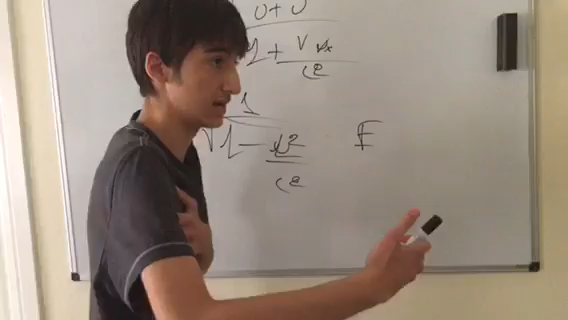 U+U
1 + V Vx
c2
1
√1 - v2 F
c2